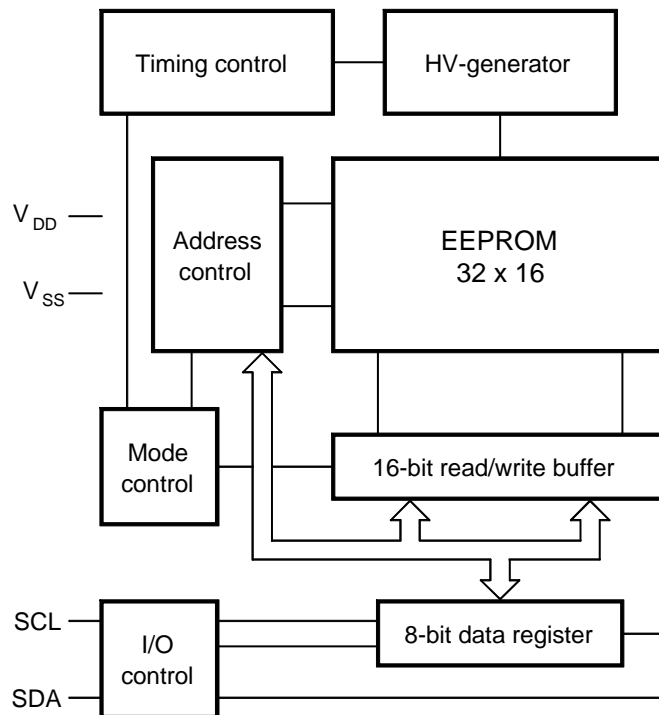 Timing control
HV-generator
V DD
V SS
Address
control
EEPROM
32 x 16
Mode
control
16-bit read/write buffer
SCL
SDA
I/O
control
8-bit data register